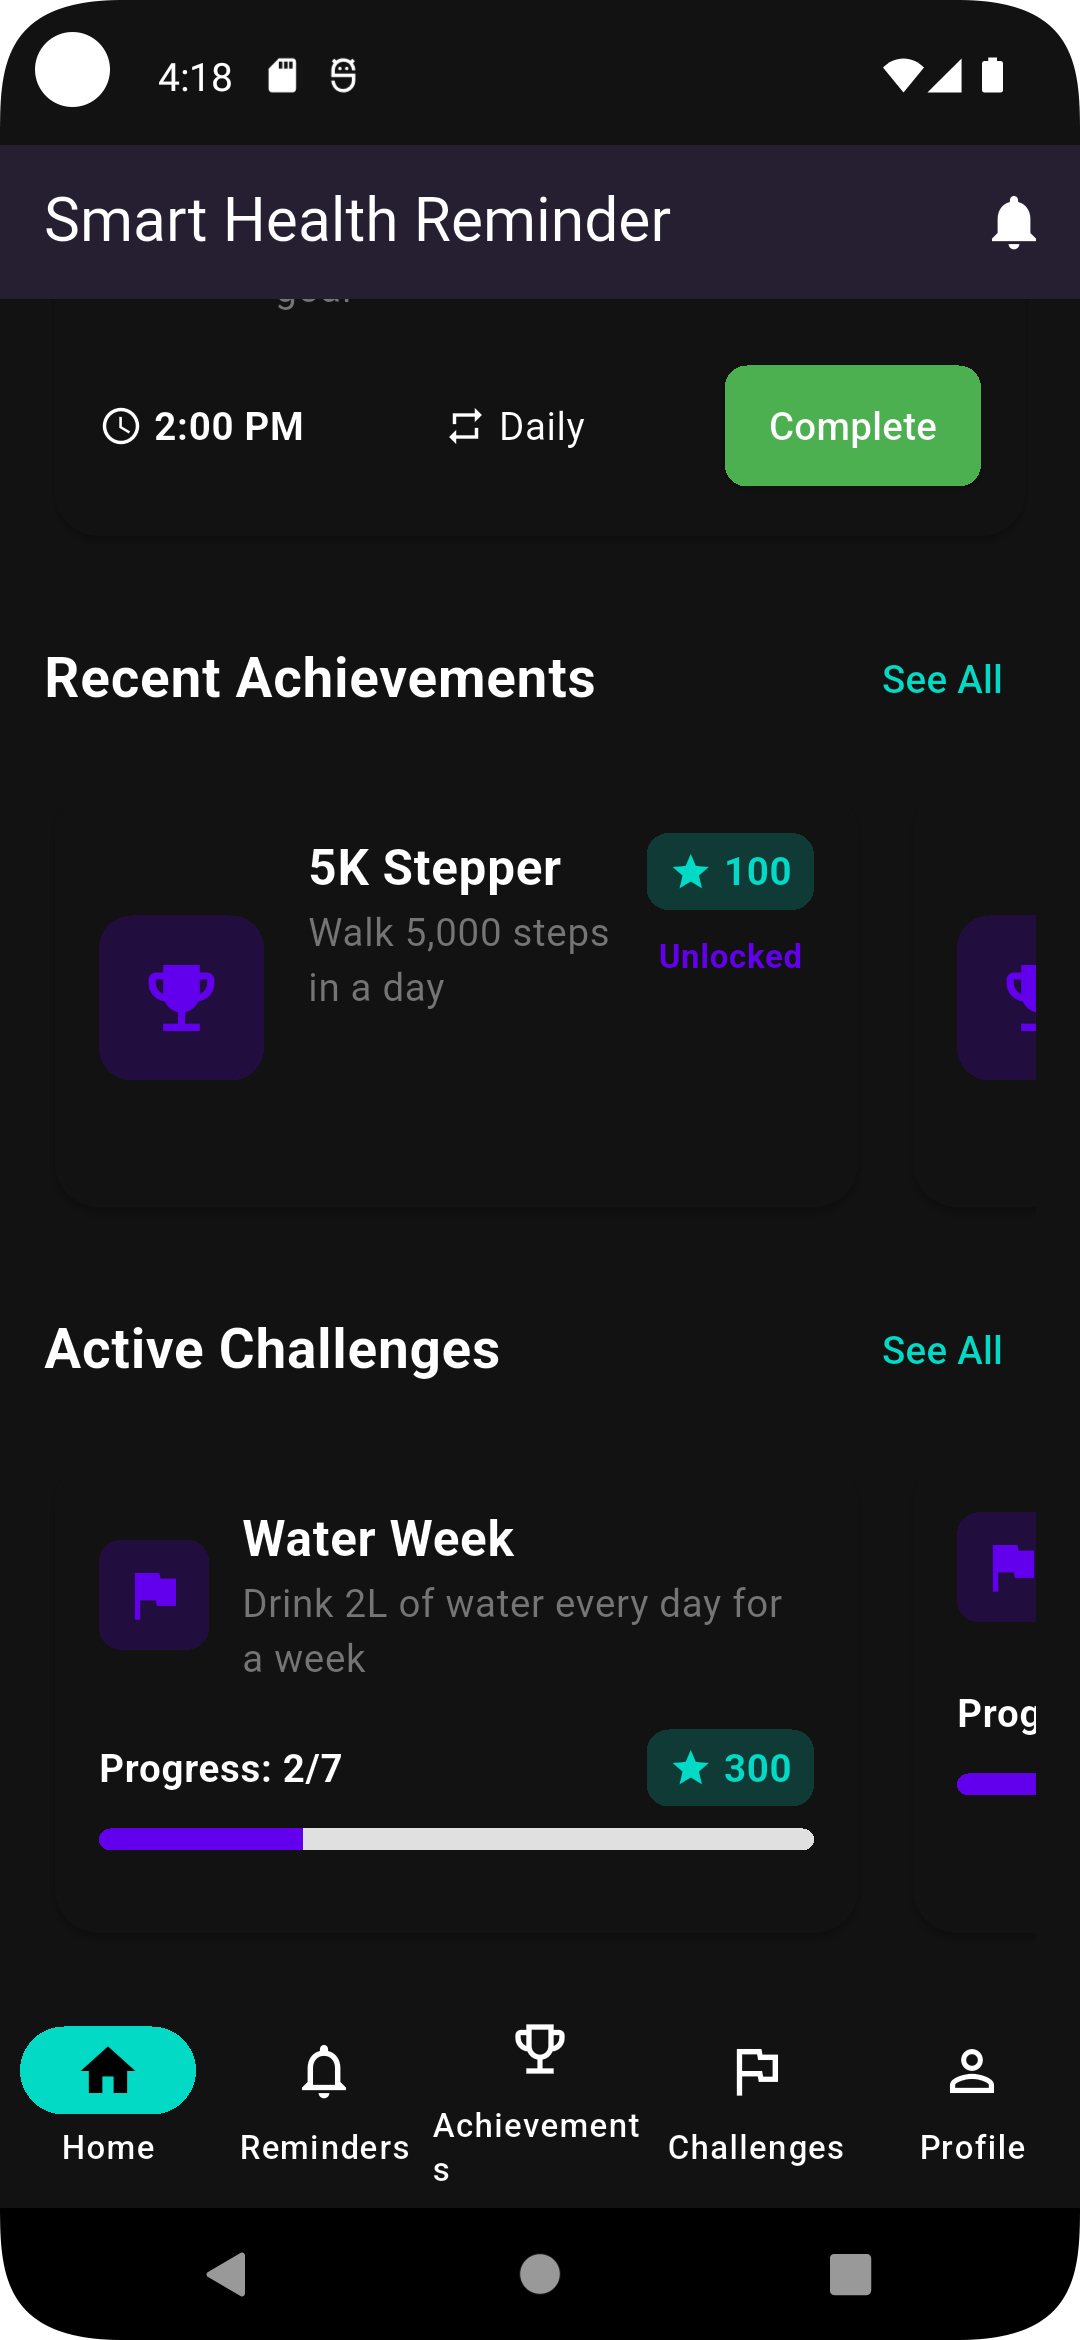 4:18
Smart Health Reminder
goal
2:00 PM
Daily
Complete
Recent Achievements
See All
5K Stepper
100
Walk 5,000 steps
in a day
Unlocked
Active Challenges
See All
Water Week
Drink 2L of water every day for
a week
Progress: 2/7
300
Prog
Home
Reminders
Achievement
s
Challenges
Profile